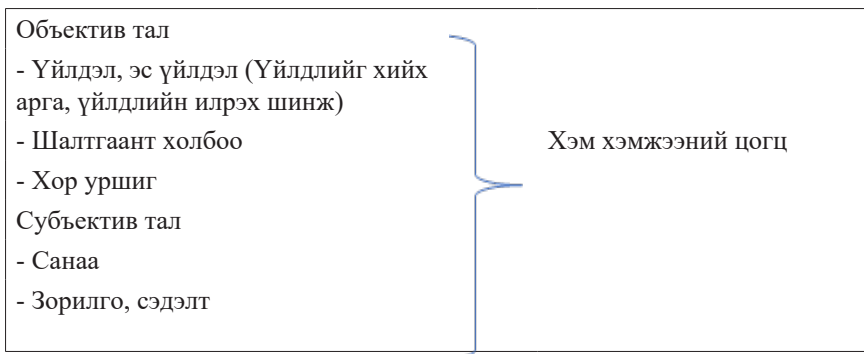 Объектив тал
- Үйлдэл, эс үйлдэл (Үйлдлийг хийх
арга, үйлдлийн илрэх шинж)
- Шалтгаант холбоо
- Хор уршиг
Субъектив тал
- Санаа
- Зорилго, сэдэлт
Хэм хэмжээний цогц